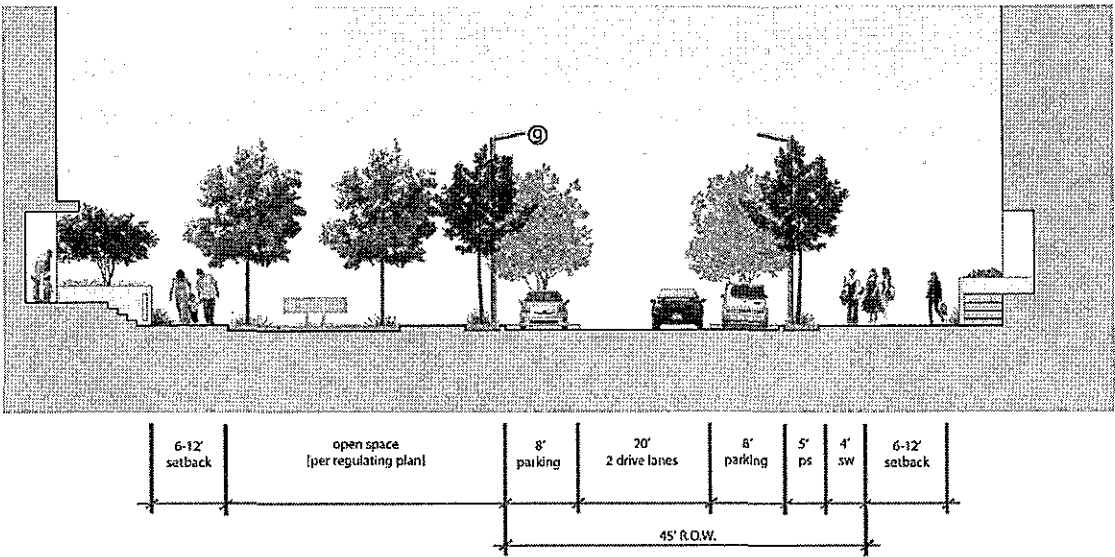 g
6-12'
setback
open space
[per regulating plan]
8'
parking
20'
2 drive lanes
8'
parking
5'
ps
4'
sw
6-12'
setback
45' R.O.W.